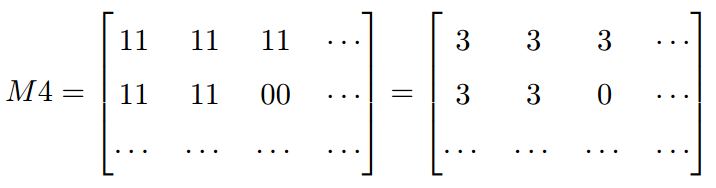 11 11 11 ⋯ 3 3 3 ⋯
M4 = 11 11 00 ⋯ = 3 3 0 ⋯
⋯ ⋯ ⋯ ⋯ ⋯ ⋯ ⋯ ⋯